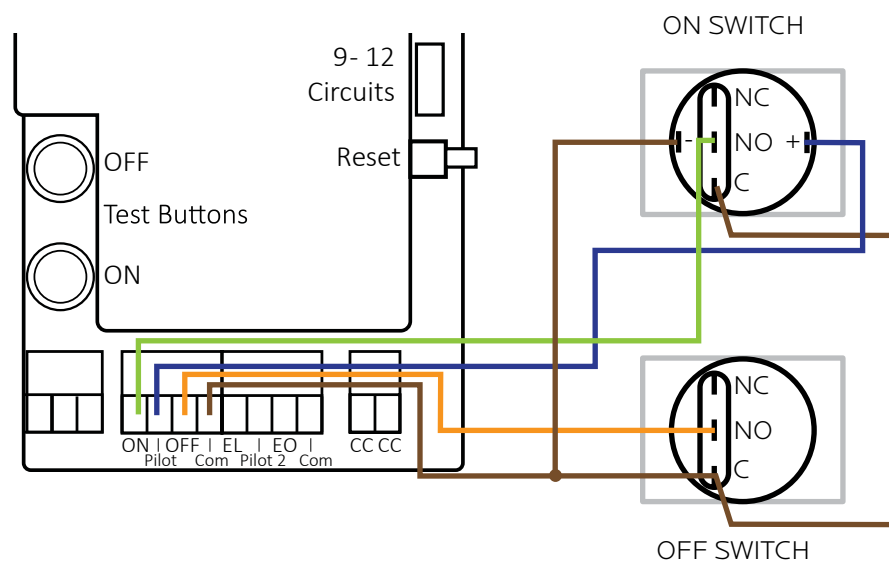 ON SWITCH
9- 12
Circuits
Reset
OFF
Test Buttons
ON
NC
- NO +
C
NC
NO
C
ON | OFF | EL | EO | CC CC
Pilot Com Pilot 2 Com
OFF SWITCH